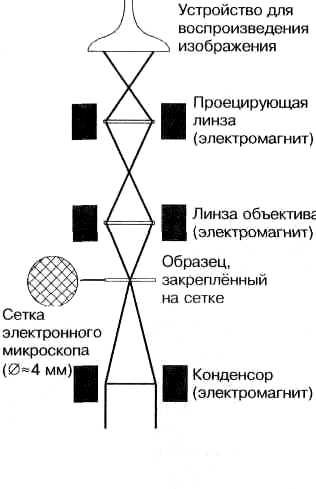 Устройство для
воспроизведения
изображения
Проецирующая
линза
(электромагнит)
Линза объектива
(электромагнит)
Образец,
закреплённый
на сетке
Сетка
электронного
микроскопа
(∅≈4 мм)
Конденсор
(электромагнит)